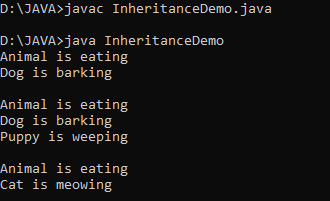 D:\JAVA>javac InheritanceDemo.java
D:\JAVA>java InheritanceDemo
Animal is eating
Dog is barking
Animal is eating
Dog is barking
Puppy is weeping
Animal is eating
Cat is meowing